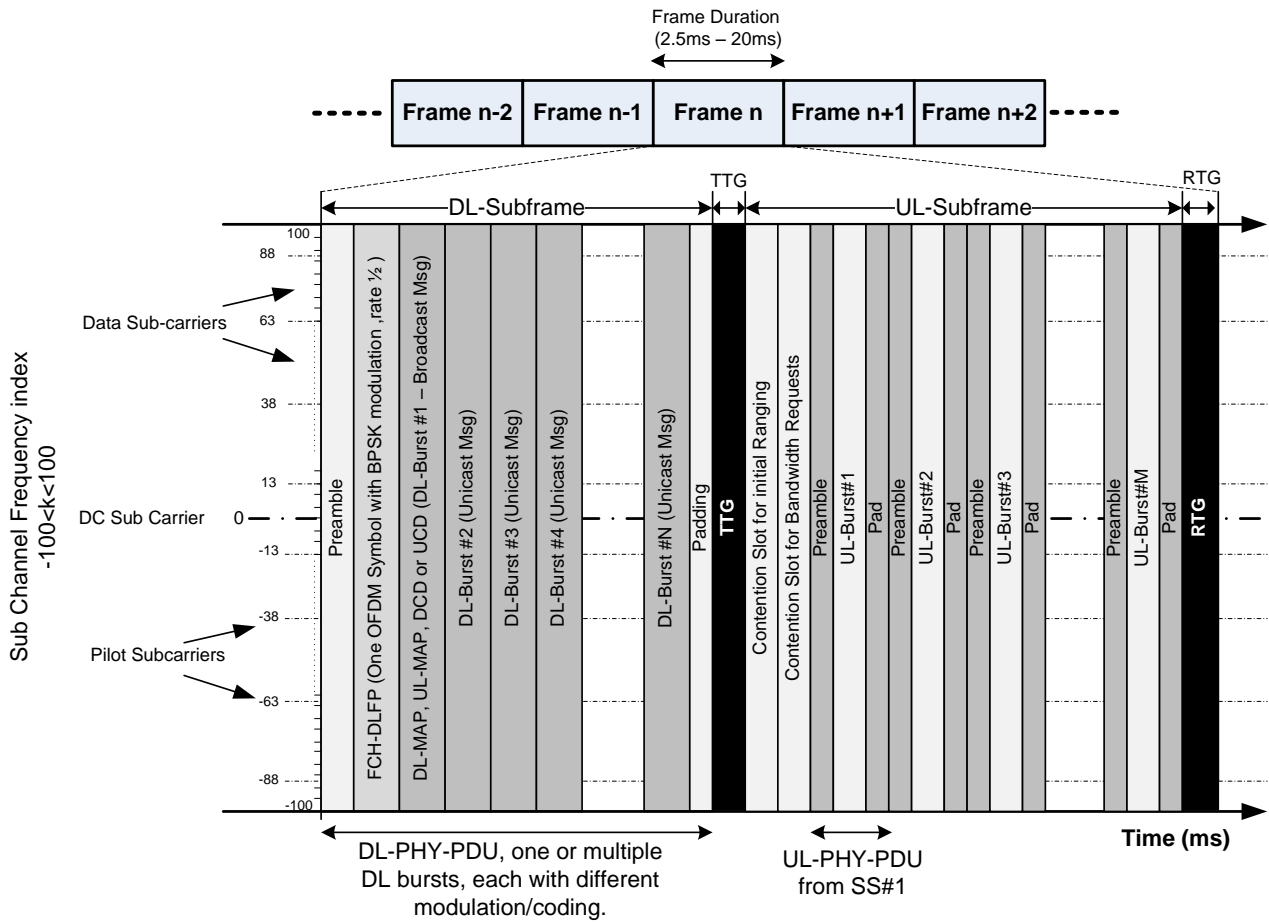 Frame Duration
(2.5ms – 20ms)
Frame n-2
Frame n-1
Frame n
Frame n+1
Frame n+2
TTG
RTG
DL-Subframe
UL-Subframe
Sub Channel Frequency index
-100<k<100
Data Sub-carriers
DC Sub Carrier
Pilot Subcarriers
100
88
63
38
13
0
-13
-38
-63
-88
-100
Preamble
FCH-DLFP (One OFDM Symbol with BPSK modulation ,rate ½ )
DL-MAP, UL-MAP, DCD or UCD (DL-Burst #1 – Broadcast Msg)
DL-Burst #2 (Unicast Msg)
DL-Burst #3 (Unicast Msg)
DL-Burst #4 (Unicast Msg)
DL-Burst #N (Unicast Msg)
Padding
TTG
Contention Slot for initial Ranging
Contention Slot for Bandwidth Requests
Preamble
UL-Burst#1
Pad
Preamble
UL-Burst#2
Pad
Preamble
UL-Burst#3
Pad
Preamble
UL-Burst#M
Pad
RTG
Time (ms)
DL-PHY-PDU, one or multiple
DL bursts, each with different
modulation/coding.
UL-PHY-PDU
from SS#1